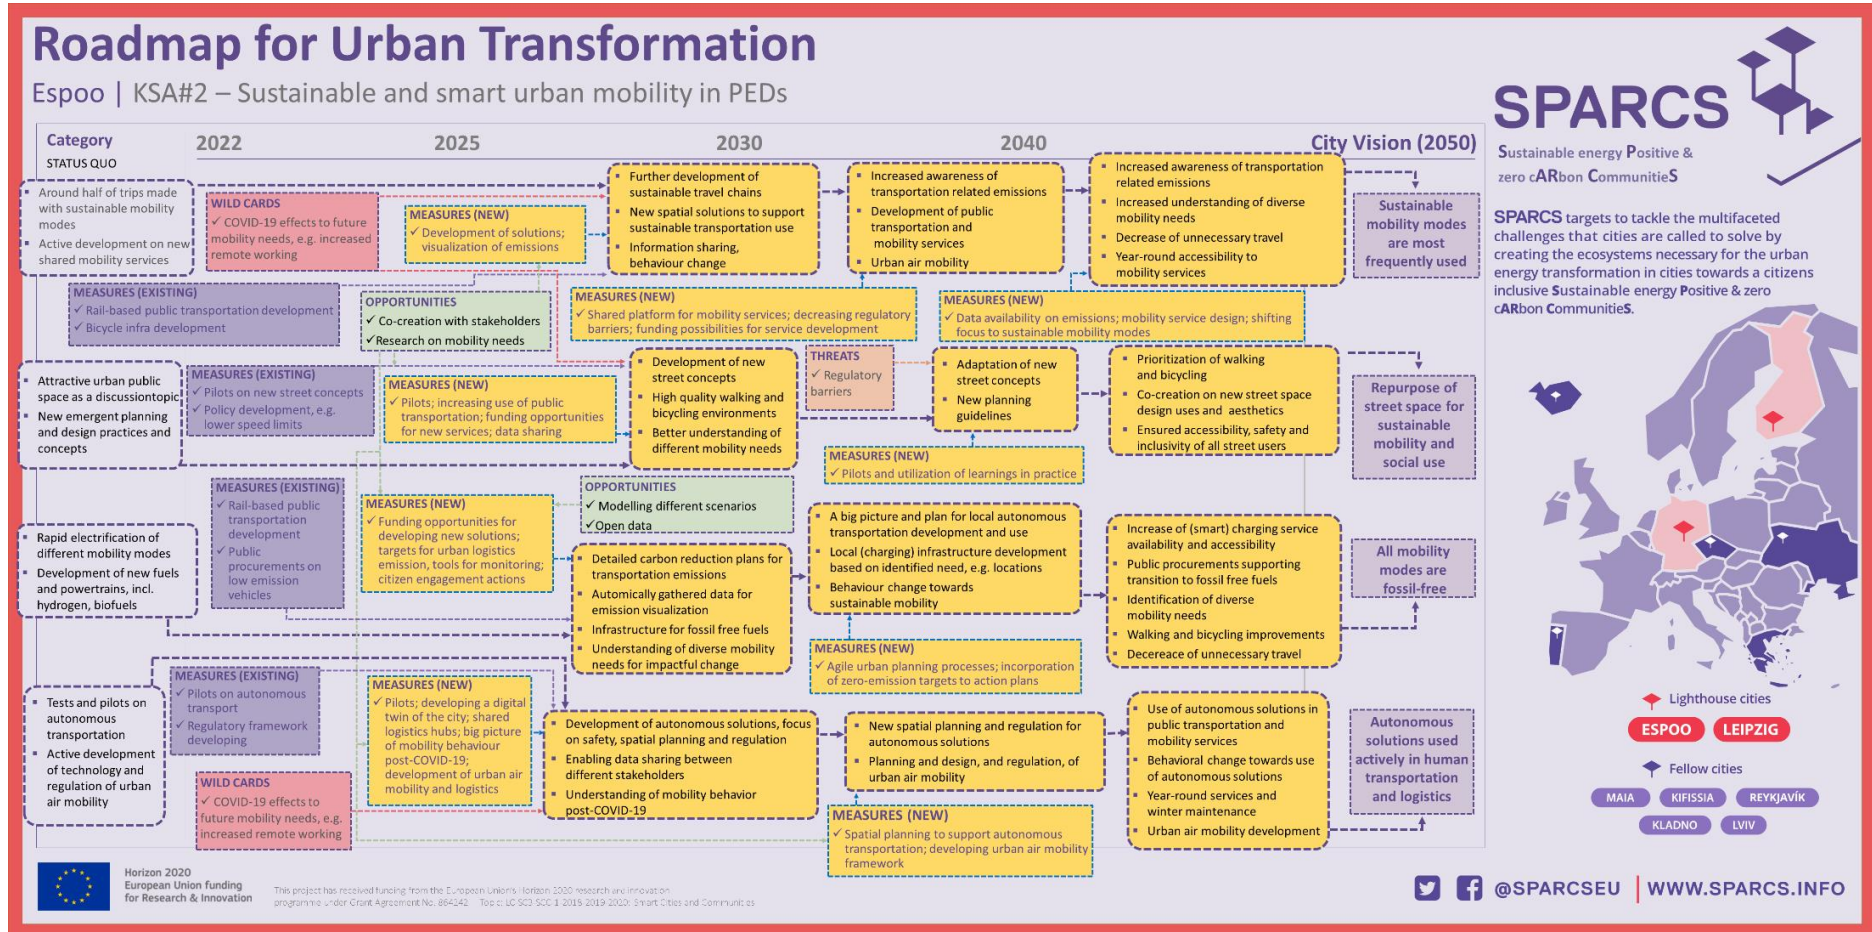 Roadmap for Urban Transformation
Espoo | KSA#2 – Sustainable and smart urban mobility in PEDs
Category
2022
2025
2030
2040
City Vision (2050)
STATUS QUO
▪ Around half of trips made
with sustainable mobility
modes
▪ Active development on new
shared mobility services
WILD CARDS
✓ COVID-19 effects to future
mobility needs, e.g. increased
remote working
MEASURES (NEW)
✓ Development of solutions;
visualization of emissions
▪ Further development of
sustainable travel chains
▪ New spatial solutions to support
sustainable transportation use
▪ Information sharing,
behaviour change
▪ Increased awareness of
transportation related emissions
▪ Development of public
transportation and
mobility services
▪ Urban air mobility
▪ Increased awareness of transportation
related emissions
▪ Increased understanding of diverse
mobility needs
▪ Decrease of unnecessary travel
▪ Year-round accessibility to
mobility services
Sustainable
mobility modes
are most
frequently used
MEASURES (EXISTING)
✓ Rail-based public transportation development
✓ Bicycle infra development
OPPORTUNITIES
✓ Co-creation with stakeholders
✓Research on mobility needs
MEASURES (NEW)
✓ Shared platform for mobility services; decreasing regulatory
barriers; funding possibilities for service development
MEASURES (NEW)
✓ Data availability on emissions; mobility service design; shifting
focus to sustainable mobility modes
▪ Attractive urban public
space as a discussiontopic
▪ New emergent planning
and design practices and
concepts
MEASURES (EXISTING)
✓ Pilots on new street concepts
✓ Policy development, e.g.
lower speed limits
MEASURES (NEW)
✓ Pilots; increasing use of public
transportation; funding opportunities
for new services; data sharing
▪ Development of new
street concepts
▪ High quality walking and
bicycling environments
▪ Better understanding of
different mobility needs
THREATS
✓ Regulatory
barriers
▪ Adaptation of new
street concepts
▪ New planning
guidelines
▪ Prioritization of walking
and bicycling
▪ Co-creation on new street space
design uses and aesthetics
▪ Ensured accessibility, safety and
inclusivity of all street users
Repurpose of
street space for
sustainable
mobility and
social use
MEASURES (NEW)
✓ Pilots and utilization of learnings in practice
▪ Rapid electrification of
different mobility modes
▪ Development of new fuels
and powertrains, incl.
hydrogen, biofuels
MEASURES (EXISTING)
✓ Rail-based public
transportation
development
✓ Public
procurements on
low emission
vehicles
MEASURES (NEW)
✓ Funding opportunities for
developing new solutions;
targets for urban logistics
emission, tools for monitoring;
citizen engagement actions
OPPORTUNITIES
✓ Modelling different scenarios
✓Open data
▪ Detailed carbon reduction plans for
transportation emissions
▪ Automically gathered data for
emission visualization
▪ Infrastructure for fossil free fuels
▪ Understanding of diverse mobility
needs for impactful change
▪ A big picture and plan for local autonomous
transportation development and use
▪ Local (charging) infrastructure development
based on identified need, e.g. locations
▪ Behaviour change towards
sustainable mobility
▪ Increase of (smart) charging service
availability and accessibility
▪ Public procurements supporting
transition to fossil free fuels
▪ Identification of diverse
mobility needs
▪ Walking and bicycling improvements
▪ Decereace of unnecessary travel
All mobility
modes are
fossil-free
MEASURES (NEW)
✓ Agile urban planning processes; incorporation
of zero-emission targets to action plans
▪ Tests and pilots on
autonomous
transportation
▪ Active development
of technology and
regulation of urban
air mobility
MEASURES (EXISTING)
✓ Pilots on autonomous
transport
✓ Regulatory framework
developing
WILD CARDS
✓ COVID-19 effects to
future mobility needs, e.g.
increased remote working
MEASURES (NEW)
✓ Pilots; developing a digital
twin of the city; shared
logistics hubs; big picture
of mobility behaviour
post-COVID-19;
development of urban air
mobility and logistics
▪ Development of autonomous solutions, focus
on safety, spatial planning and regulation
▪ Enabling data sharing between
different stakeholders
▪ Understanding of mobility behavior
post-COVID-19
▪ New spatial planning and regulation for
autonomous solutions
▪ Planning and design, and regulation, of
urban air mobility
▪ Use of autonomous solutions in
public transportation and
mobility services
▪ Behavioral change towards use
of autonomous solutions
▪ Year-round services and
winter maintenance
▪ Urban air mobility development
Autonomous
solutions used
actively in human
transportation
and logistics
MEASURES (NEW)
✓ Spatial planning to support autonomous
transportation; developing urban air mobility
framework
SPARCS
Sustainable energy Positive &
zero cARbon CommunitieS
SPARCS targets to tackle the multifaceted
challenges that cities are called to solve by
creating the ecosystems necessary for the urban
energy transformation in cities towards a citizens
inclusive Sustainable energy Positive & zero
cARbon CommunitieS.
Lighthouse cities
ESPOO LEIPZIG
Fellow cities
MAIA KIFISSIA REYKJAVÍK
KLADNO LVIV
Horizon 2020
European Union funding
for Research & Innovation
This project has received funding from the European Union's Horizon 2020 research and innovation
programme under Grant Agreement No. 864242 Topic: LC-SC3-SCC-1-2018-2019-2020: Smart Cities and Communities
@SPARCSEU | WWW.SPARCS.INFO